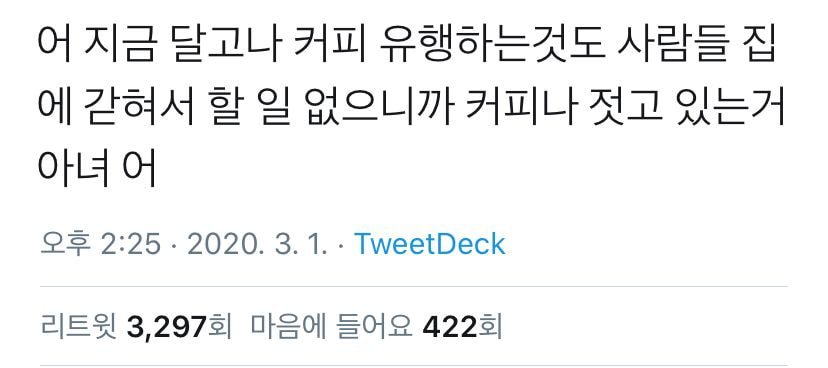 어 지금 달고나 커피 유행하는것도 사람들 집
에 갇혀서 할 일 없으니까 커피나 젓고 있는거
아녀 어
오후 2:25 · 2020. 3. 1. · TweetDeck
리트윗 3,297회 마음에 들어요 422회